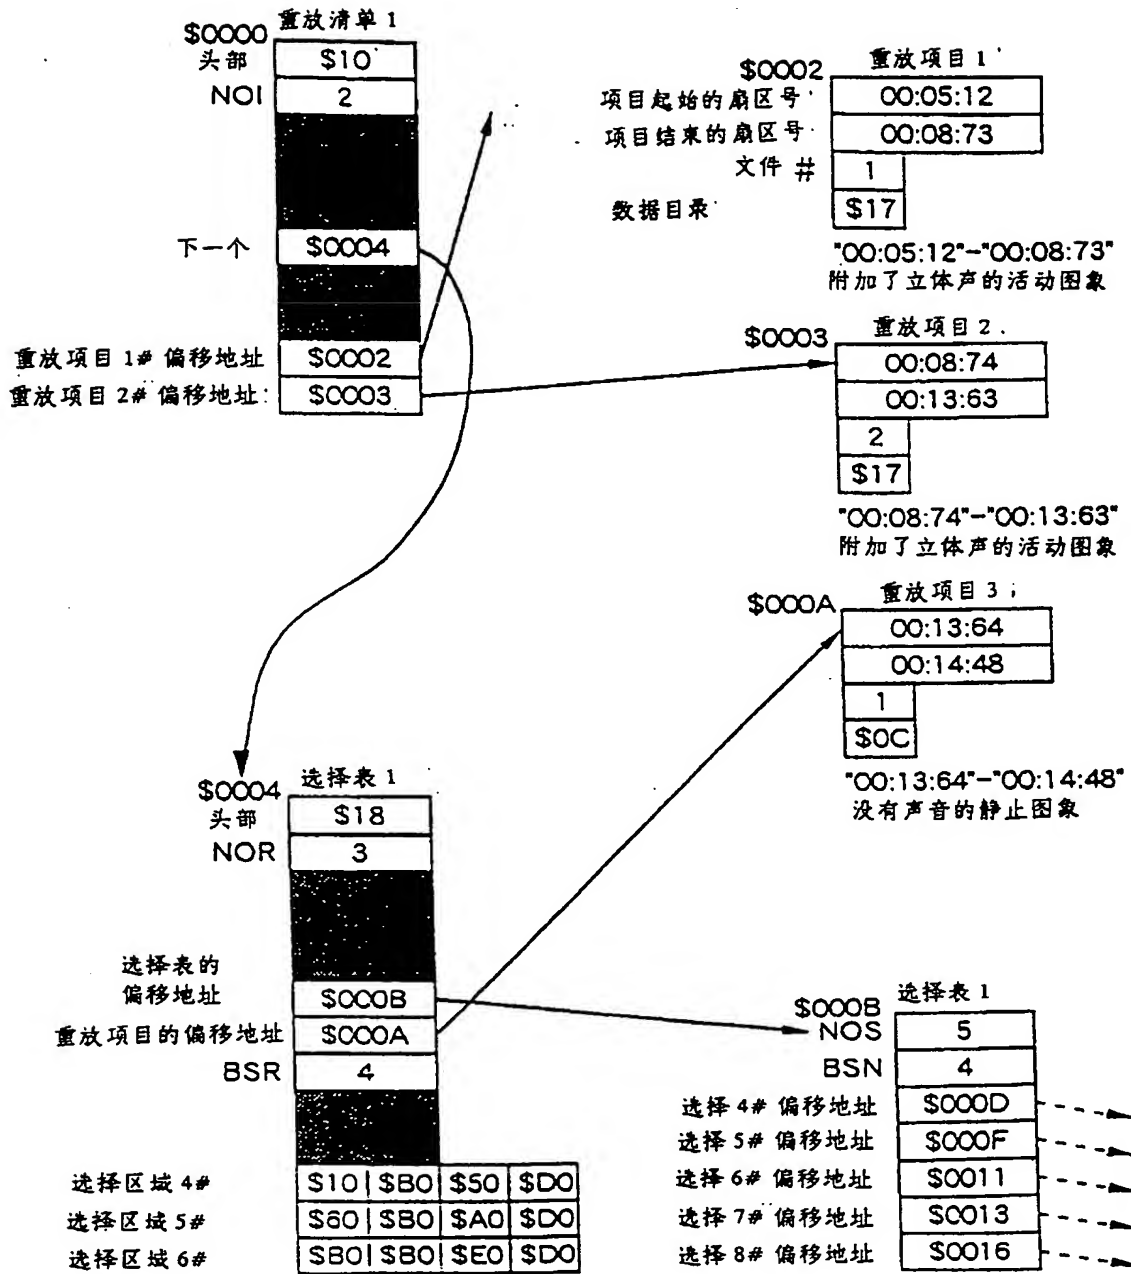 重放清单 1
$0000
头部 $10
NOI 2
下一个 $0004
重放项目 1# 偏移地址 $0002
重放项目 2# 偏移地址: $0003
重放项目 1
$0002
项目起始的扇区号 00:05:12
项目结束的扇区号 00:08:73
文件 # 1
数据目录 $17
"00:05:12"-"00:08:73"
附加了立体声的活动图象
重放项目 2.
$0003
00:08:74
00:13:63
2
$17
"00:08:74"-"00:13:63"
附加了立体声的活动图象
重放项目 3
$000A
00:13:64
00:14:48
1
$0C
"00:13:64"-"00:14:48"
没有声音的静止图象
选择表 1
$0004
头部 $18
NOR 3
选择表的
偏移地址 $000B
重放项目的偏移地址 $000A
BSR 4
选择区域 4# $10 $B0 $50 $D0
选择区域 5# $60 $B0 $A0 $D0
选择区域 6# $B0 $B0 $E0 $D0
选择表 1
$000B
NOS 5
BSN 4
选择 4# 偏移地址 $000D
选择 5# 偏移地址 $000F
选择 6# 偏移地址 $0011
选择 7# 偏移地址 $0013
选择 8# 偏移地址 $0016